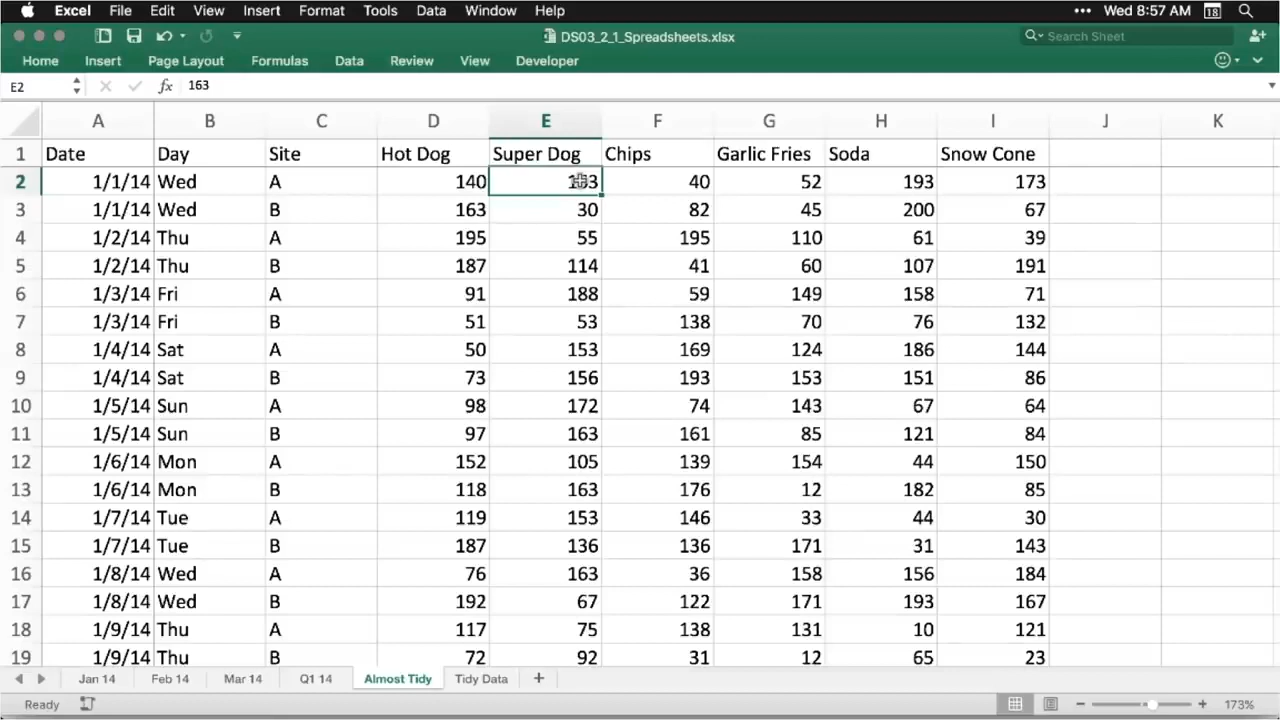 Excel File Edit View Insert Format Tools Data Window Help ••• Wed 8:57 AM 18
DS03_2_1_Spreadsheets.xlsx Search Sheet
Home Insert Page Layout Formulas Data Review View Developer
E2 fx 163
A B C D E F G H I J K
1 Date Day Site Hot Dog Super Dog Chips Garlic Fries Soda Snow Cone
2 1/1/14 Wed A 140 163 40 52 193 173
3 1/1/14 Wed B 163 30 82 45 200 67
4 1/2/14 Thu A 195 55 195 110 61 39
5 1/2/14 Thu B 187 114 41 60 107 191
6 1/3/14 Fri A 91 188 59 149 158 71
7 1/3/14 Fri B 51 53 138 70 76 132
8 1/4/14 Sat A 50 153 169 124 186 144
9 1/4/14 Sat B 73 156 193 153 151 86
10 1/5/14 Sun A 98 172 74 143 67 64
11 1/5/14 Sun B 97 163 161 85 121 84
12 1/6/14 Mon A 152 105 139 154 44 150
13 1/6/14 Mon B 118 163 176 12 182 85
14 1/7/14 Tue A 119 153 146 33 44 30
15 1/7/14 Tue B 187 136 136 171 31 143
16 1/8/14 Wed A 76 163 36 158 156 184
17 1/8/14 Wed B 192 67 122 171 193 167
18 1/9/14 Thu A 117 75 138 131 10 121
19 1/9/14 Thu B 72 92 31 12 65 23
Jan 14 Feb 14 Mar 14 Q1 14 Almost Tidy Tidy Data +
Ready − + 173%